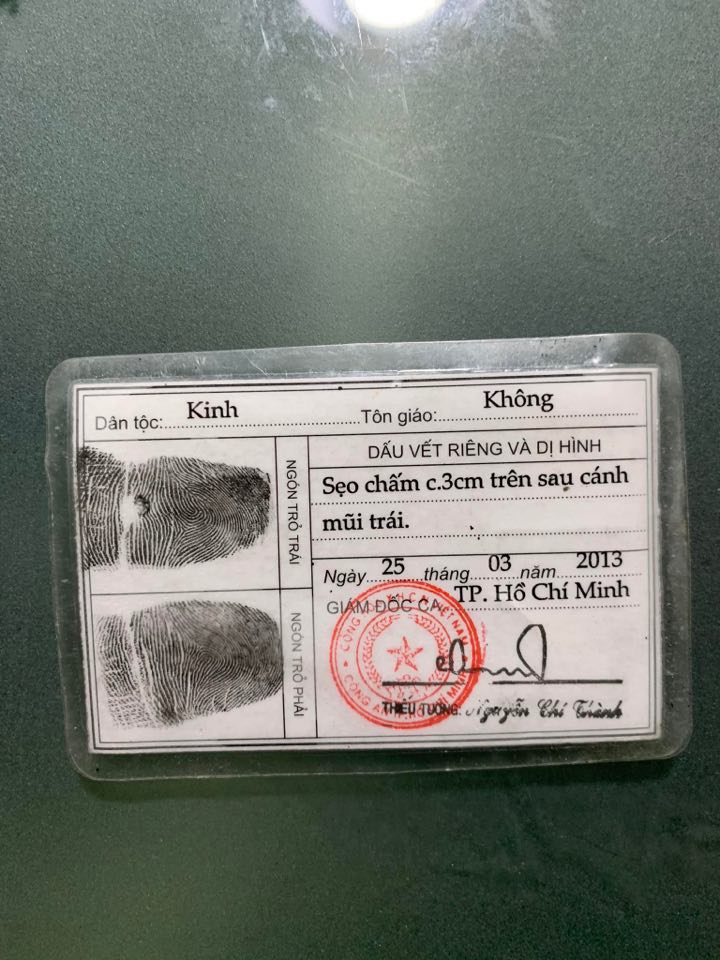 Dân tộc: Kinh Tôn giáo: Không
NGÓN TRỎ TRÁI
DẤU VẾT RIÊNG VÀ DỊ HÌNH
Sẹo chấm c.3cm trên sau cánh
mũi trái.
Ngày 25 tháng 03 năm 2013
GIÁM ĐỐC CA TP. Hồ Chí Minh
NGÓN TRỎ PHẢI
THIẾU TƯỚNG: Nguyễn Chí Thành